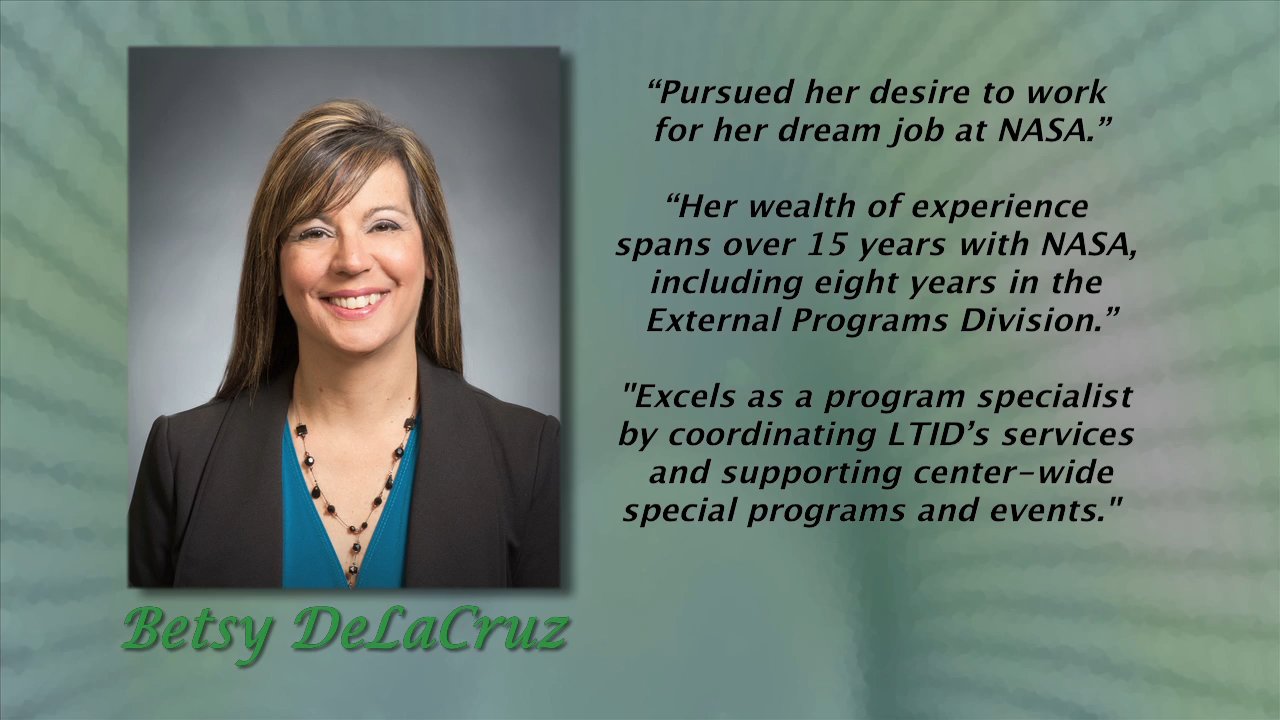 “Pursued her desire to work
for her dream job at NASA.”
“Her wealth of experience
spans over 15 years with NASA,
including eight years in the
External Programs Division.”
"Excels as a program specialist
by coordinating LTID’s services
and supporting center-wide
special programs and events."
Betsy DeLaCruz